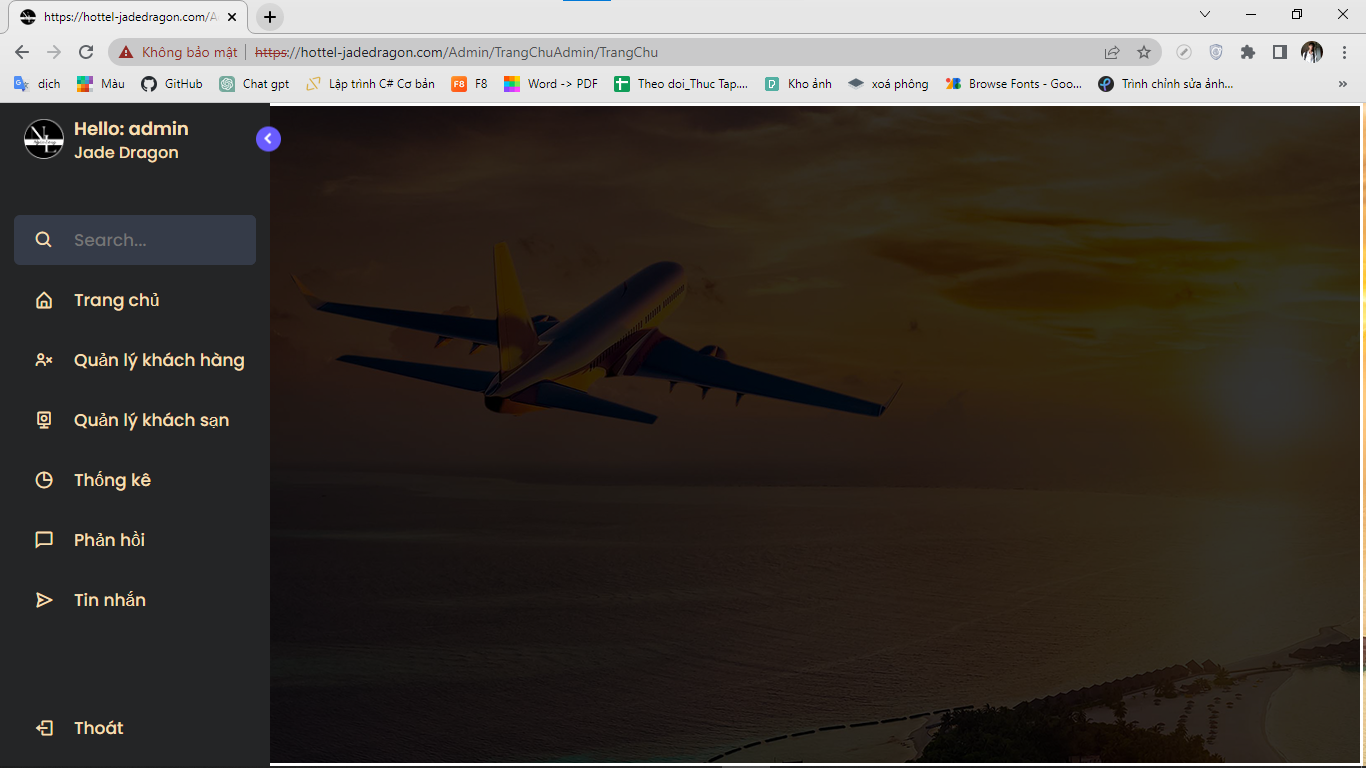 https://hottel-jadedragon.com/A
Không bảo mật https://hottel-jadedragon.com/Admin/TrangChuAdmin/TrangChu
dịch Màu GitHub Chat gpt Lập trình C# Cơ bản F8 F8 Word -> PDF Theo doi_Thuc Tap.... D Kho ảnh xoá phông Browse Fonts - Goo... Trình chỉnh sửa ảnh... »
Hello: admin
Jade Dragon
Search...
Trang chủ
Quản lý khách hàng
Quản lý khách sạn
Thống kê
Phản hồi
Tin nhắn
Thoát